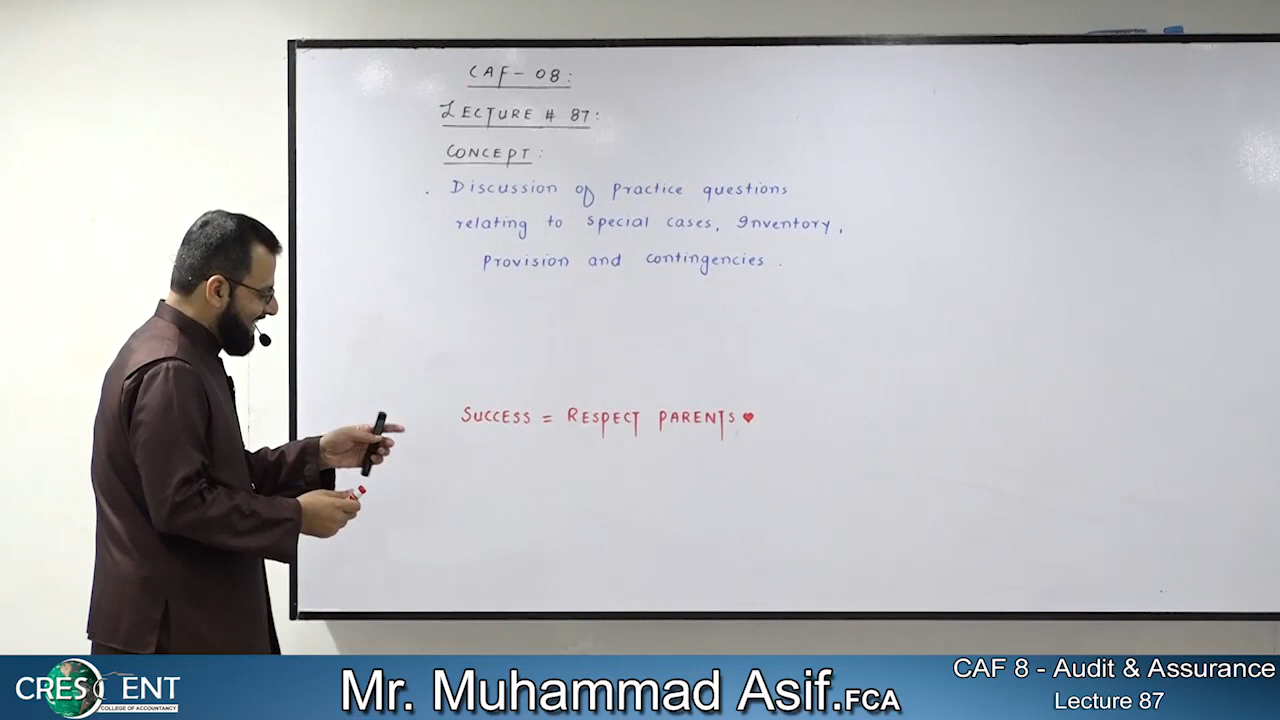 CAF - 08:
LECTURE # 87:
CONCEPT:
. Discussion of practice questions
relating to special cases, Inventory,
provision and contingencies.
SUCCESS = RESPECT PARENTS ♥
CRESCENT
COLLEGE OF ACCOUNTANCY
Mr. Muhammad Asif.FCA
CAF 8 - Audit & Assurance
Lecture 87